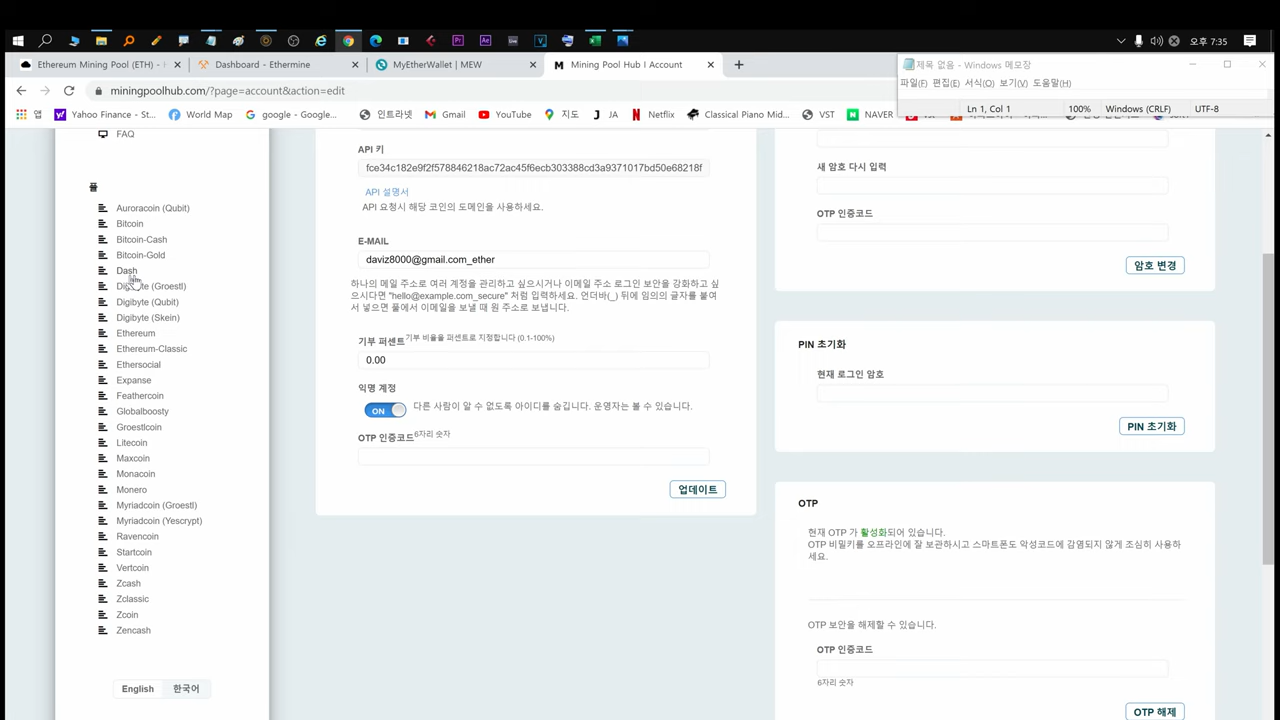 오후 7:35
Ethereum Mining Pool (ETH) -
Dashboard - Ethermine
MyEtherWallet | MEW
Mining Pool Hub I Account
제목 없음 - Windows 메모장
파일(F) 편집(E) 서식(O) 보기(V) 도움말(H)
Ln 1, Col 1
100%
Windows (CRLF)
UTF-8
miningpoolhub.com/?page=account&action=edit
앱
Yahoo Finance - St...
World Map
google - Google...
인트라넷
Gmail
YouTube
도스
JA
Netflix
Classical Piano Mid...
VST
NAVER
FAQ
풀
Auroracoin (Qubit)
Bitcoin
Bitcoin-Cash
Bitcoin-Gold
Dash
Digibyte (Groestl)
Digibyte (Qubit)
Digibyte (Skein)
Ethereum
Ethereum-Classic
Ethersocial
Expanse
Feathercoin
Globalboosty
Groestlcoin
Litecoin
Maxcoin
Monacoin
Monero
Myriadcoin (Groestl)
Myriadcoin (Yescrypt)
Ravencoin
Startcoin
Vertcoin
Zcash
Zclassic
Zcoin
Zencash
English
한국어
API 키
fce34c182e9f2f578846218ac72ac45f6ecb303388cd3a9371017bd50e68218f
API 설명서
API 요청시 해당 코인의 도메인을 사용하세요.
E-MAIL
daviz8000@gmail.com_ether
하나의 메일 주소로 여러 계정을 관리하고 싶으시거나 이메일 주소 로그인 보안을 강화하고 싶
으시다면 "hello@example.com_secure" 처럼 입력하세요. 언더바(_) 뒤에 임의의 글자를 붙여
서 넣으면 풀에서 이메일을 보낼 때 원 주소로 보냅니다.
기부 퍼센트 기부 비율을 퍼센트로 지정합니다 (0.1-100%)
0.00
익명 계정
ON
다른 사람이 알 수 없도록 아이디를 숨깁니다. 운영자는 볼 수 있습니다.
OTP 인증코드 6자리 숫자
업데이트
새 암호 다시 입력
OTP 인증코드
암호 변경
PIN 초기화
현재 로그인 암호
PIN 초기화
OTP
현재 OTP 가 활성화되어 있습니다.
OTP 비밀키를 오프라인에 잘 보관하시고 스마트폰도 악성코드에 감염되지 않게 조심히 사용하
세요.
OTP 보안을 해제할 수 있습니다.
OTP 인증코드
6자리 숫자
OTP 해제